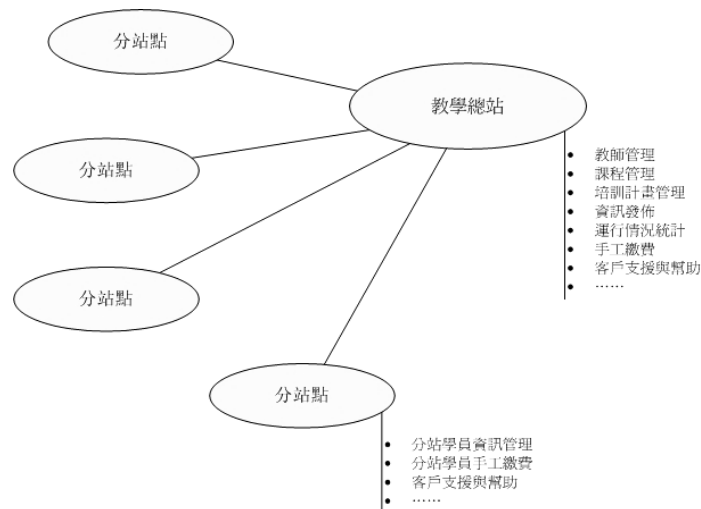 分站點
教學總站
分站點
分站點
分站點
教師管理
課程管理
培訓計畫管理
資訊發佈
運行情況統計
手工繳費
客戶支援與幫助
……
分站學員資訊管理
分站學員手工繳費
客戶支援與幫助
……